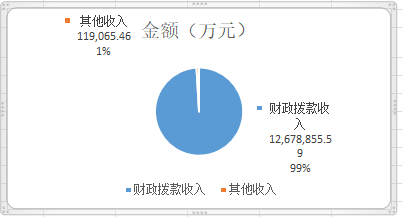 其他收入
119,065.46
1%
金额（万元）
财政拨款收
入
12,678,855.5
9
99%
财政拨款收入 其他收入